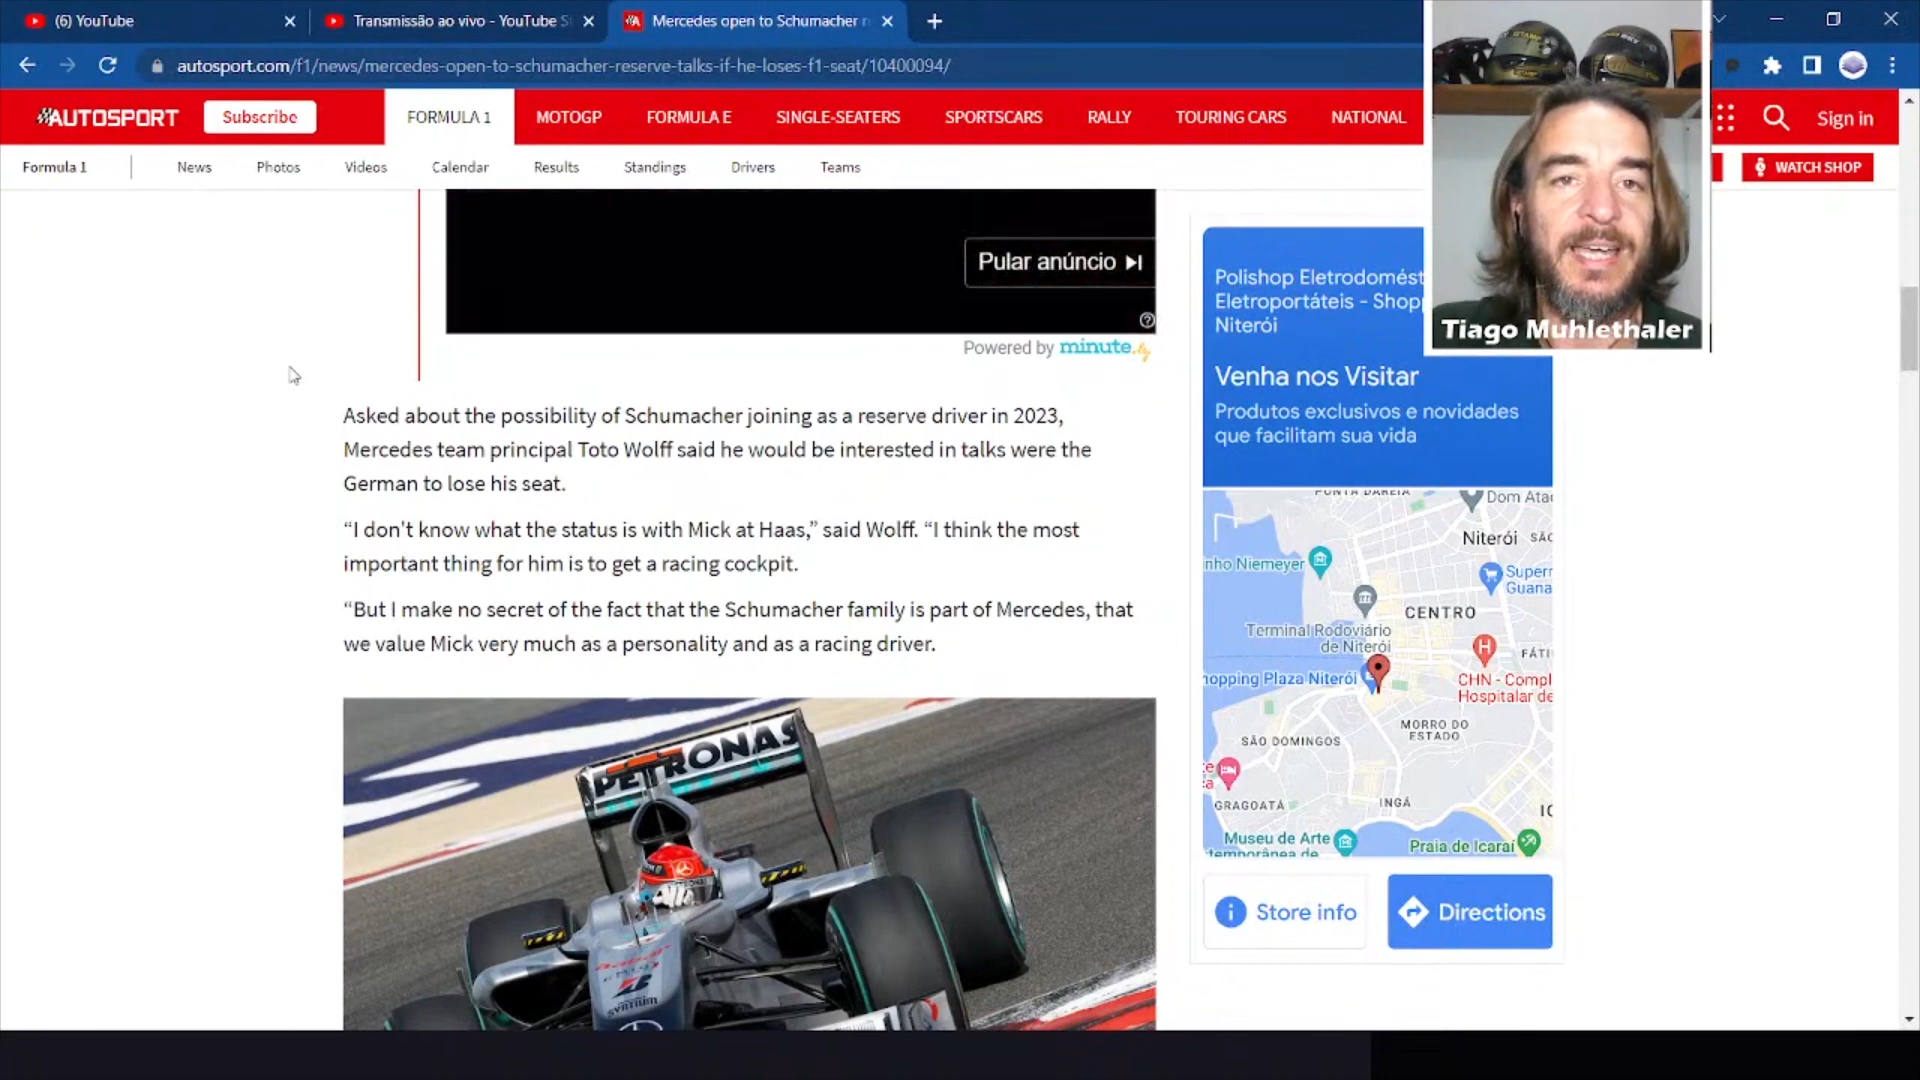 (6) YouTube
Transmissão ao vivo - YouTube S
Mercedes open to Schumacher r
autosport.com/f1/news/mercedes-open-to-schumacher-reserve-talks-if-he-loses-f1-seat/10400094/
AUTOSPORT
Subscribe
FORMULA 1
MOTOGP
FORMULA E
SINGLE-SEATERS
SPORTSCARS
RALLY
TOURING CARS
NATIONAL
Sign in
Formula 1
News
Photos
Videos
Calendar
Results
Standings
Drivers
Teams
WATCH SHOP
Pular anúncio
Powered by minute.ly
Asked about the possibility of Schumacher joining as a reserve driver in 2023,
Mercedes team principal Toto Wolff said he would be interested in talks were the
German to lose his seat.
“I don't know what the status is with Mick at Haas,” said Wolff. “I think the most
important thing for him is to get a racing cockpit.
“But I make no secret of the fact that the Schumacher family is part of Mercedes, that
we value Mick very much as a personality and as a racing driver.
PETRONAS
Tiago Muhlethaler
Polishop Eletrodomést
Eletroportáteis - Shop
Niterói
Venha nos Visitar
Produtos exclusivos e novidades
que facilitam sua vida
PONTA DAREIA
Dom Ata
Niterói
SÃO
nho Niemeyer
Superr
Guana
CENTRO
Terminal Rodoviário
de Niterói
FÁTI
hopping Plaza Niterói
CHN - Compl
Hospitalar de
MORRO DO
ESTADO
SÃO DOMINGOS
GRAGOATÁ
INGÁ
Museu de Arte
temporânea de
Praia de Icaraí
Store info
Directions